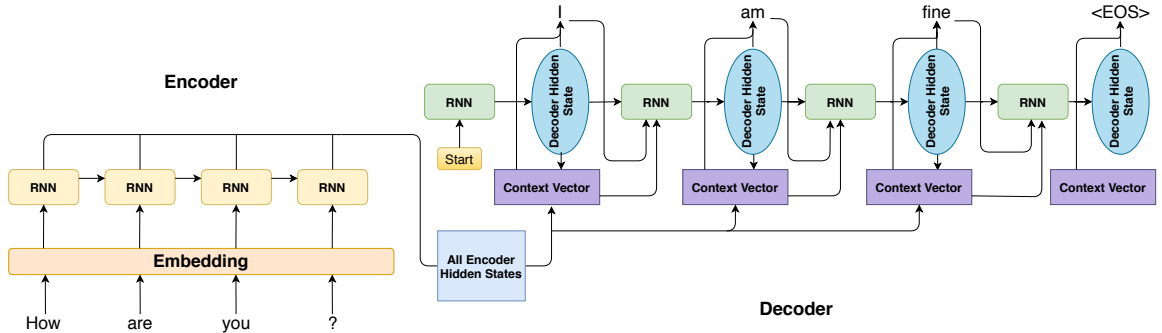 I am fine <EOS>
Encoder
Decoder Hidden
State
Decoder Hidden
State
Decoder Hidden
State
Decoder Hidden
State
RNN RNN RNN RNN
Start
RNN RNN RNN RNN
Context Vector Context Vector Context Vector Context Vector
Embedding
All Encoder
Hidden States
How are you ?
Decoder